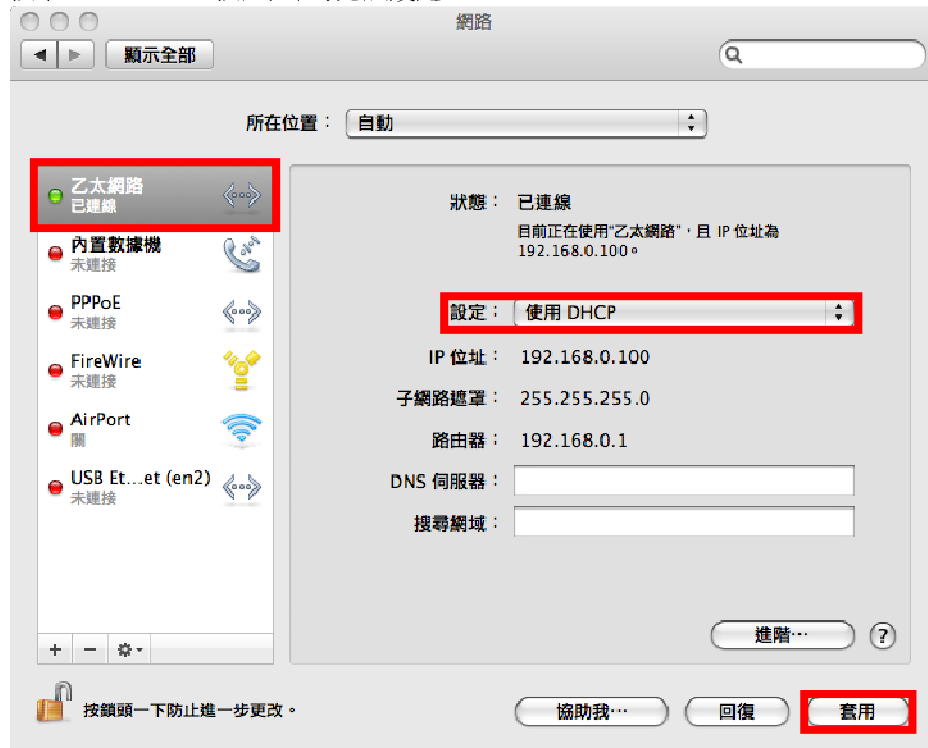 網路
顯示全部
所在位置： 自動
乙太網路
已連線
內置數據機
未連接
PPPoE
未連接
FireWire
未連接
AirPort
關
USB Et...et (en2)
未連接
狀態： 已連線
目前正在使用“乙太網路”，且 IP 位址為
192.168.0.100。
設定： 使用 DHCP
IP 位址： 192.168.0.100
子網路遮罩： 255.255.255.0
路由器： 192.168.0.1
DNS 伺服器：
搜尋網域：
進階…
?
按鎖頭一下防止進一步更改。
協助我…
回復
套用